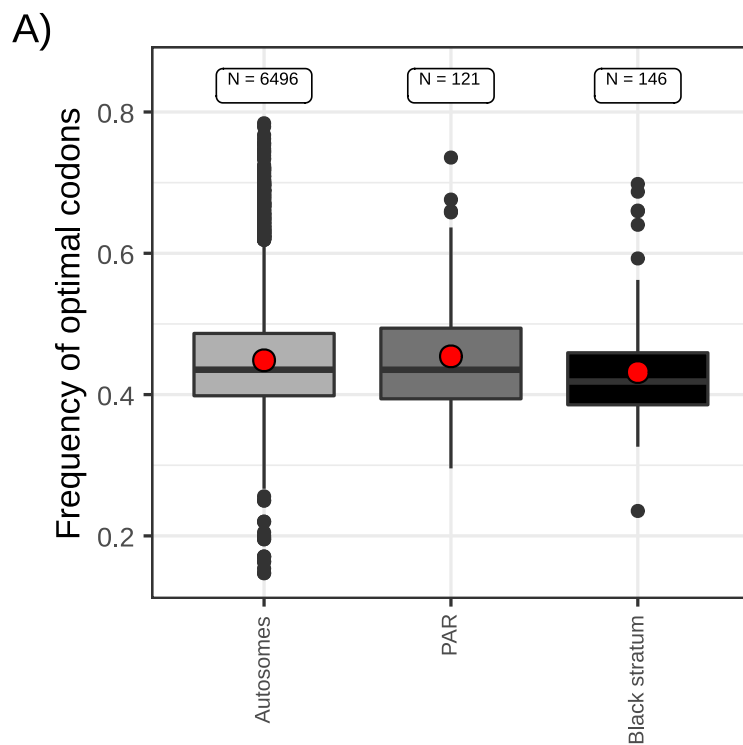 A)
N = 6496
N = 121
N = 146
Frequency of optimal codons
0.8
0.6
0.4
0.2
Autosomes
PAR
Black stratum